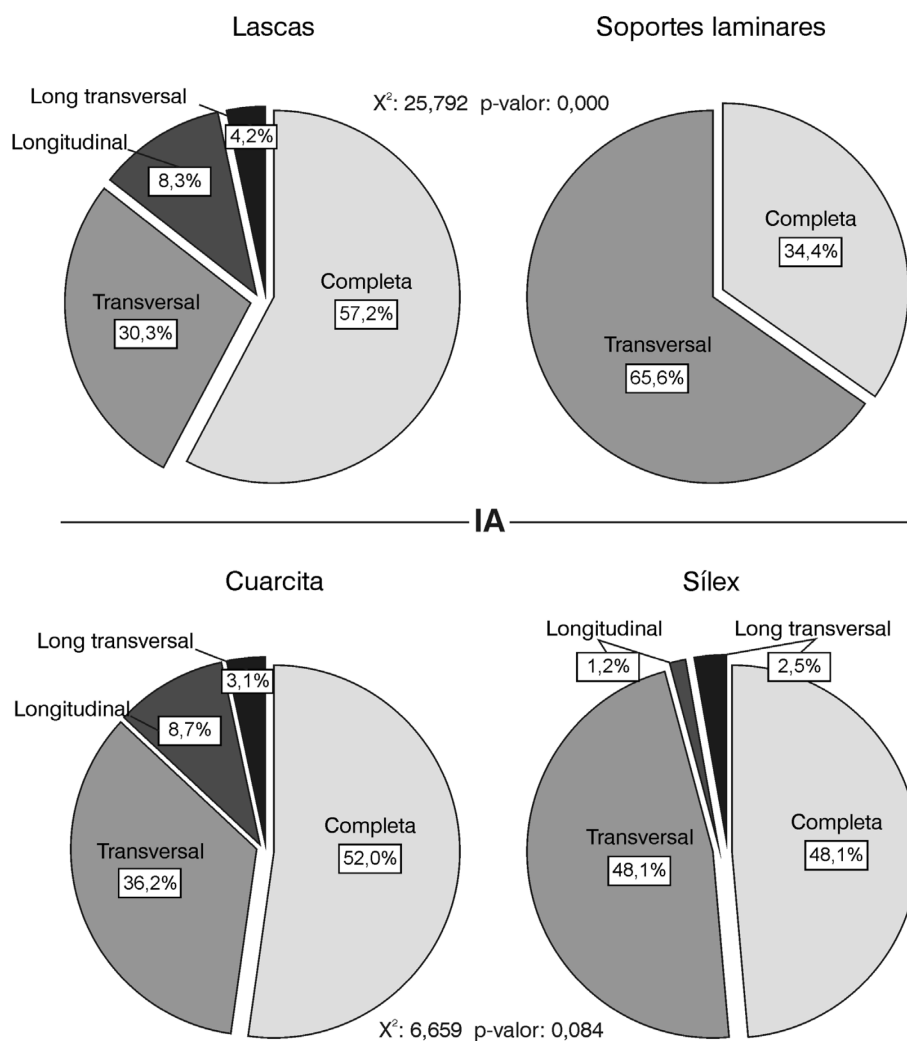 Lascas
Soportes laminares
Long transversal
X²: 25,792 p-valor: 0,000
4,2%
Longitudinal
8,3%
Completa
57,2%
Transversal
30,3%
Completa
34,4%
Transversal
65,6%
IA
Cuarcita
Sílex
Long transversal
3,1%
Longitudinal
8,7%
Completa
52,0%
Transversal
36,2%
Longitudinal
1,2%
Long transversal
2,5%
Transversal
48,1%
Completa
48,1%
X²: 6,659 p-valor: 0,084